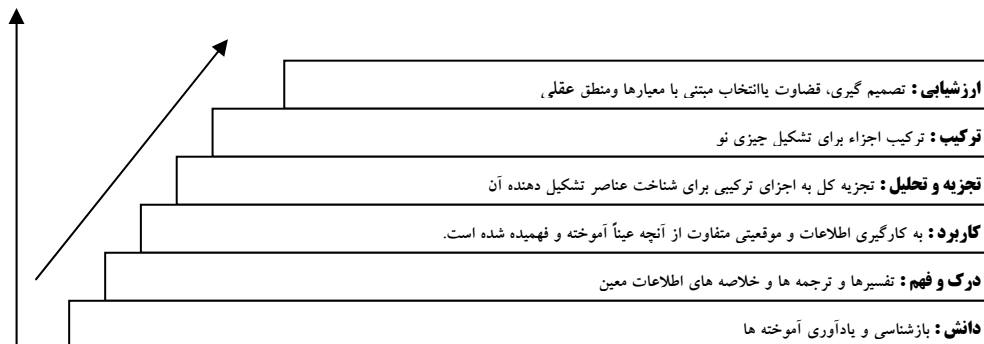 ارزشیابی : تصمیم گیری، قضاوت یاانتخاب مبتنی با معیارها ومنطق عقلی
ترکیب : ترکیب اجزاء برای تشکیل چیزی نو
تجزیه و تحلیل : تجزیه کل به اجزای ترکیبی برای شناخت عناصر تشکیل دهنده آن
کاربرد : به کارگیری اطلاعات و موقعیتی متفاوت از آنچه عیناً آموخته و فهمیده شده است.
درک و فهم : تفسیرها و ترجمه ها و خلاصه های اطلاعات معین
دانش : بازشناسی و یادآوری آموخته ها